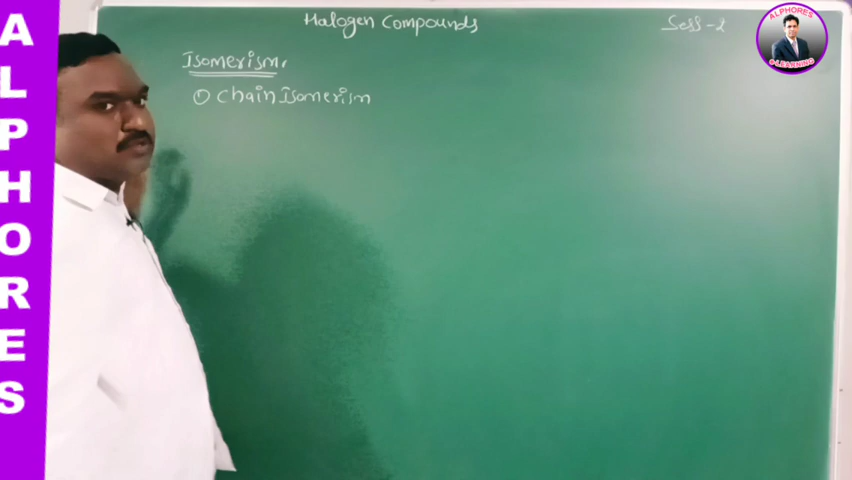 ALPHORES
Halogen Compounds
Sess-2
ALPHORES
e-LEARNING
Isomerism,
① Chain Isomerism